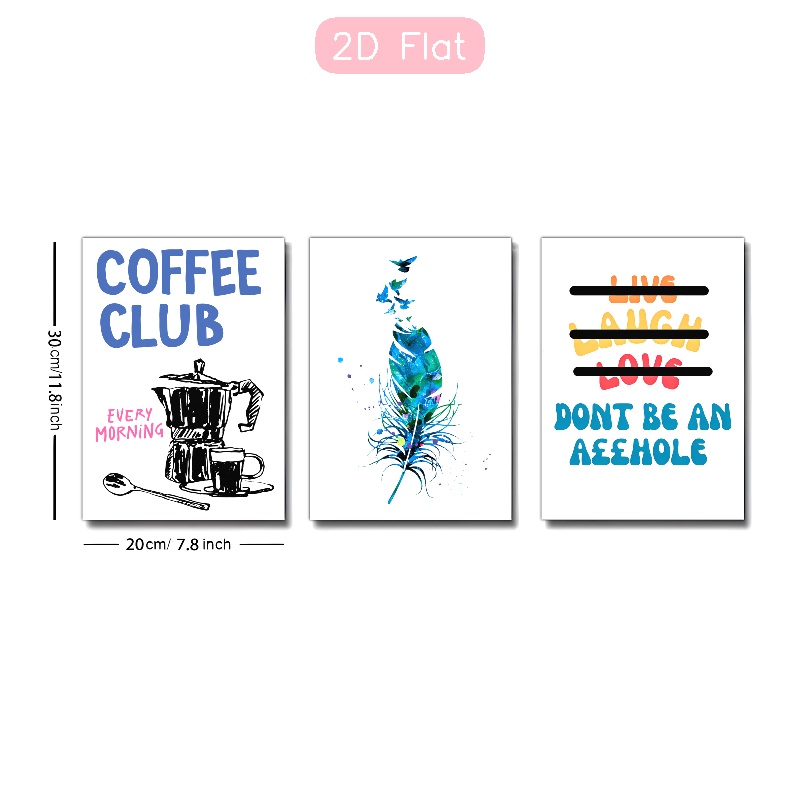 2D Flat
COFFEE
CLUB
EVERY
MORNING
LIVE
LAUGH
LOVE
DONT BE AN
A££HOLE
30cm/11.8inch
20cm/ 7.8 inch